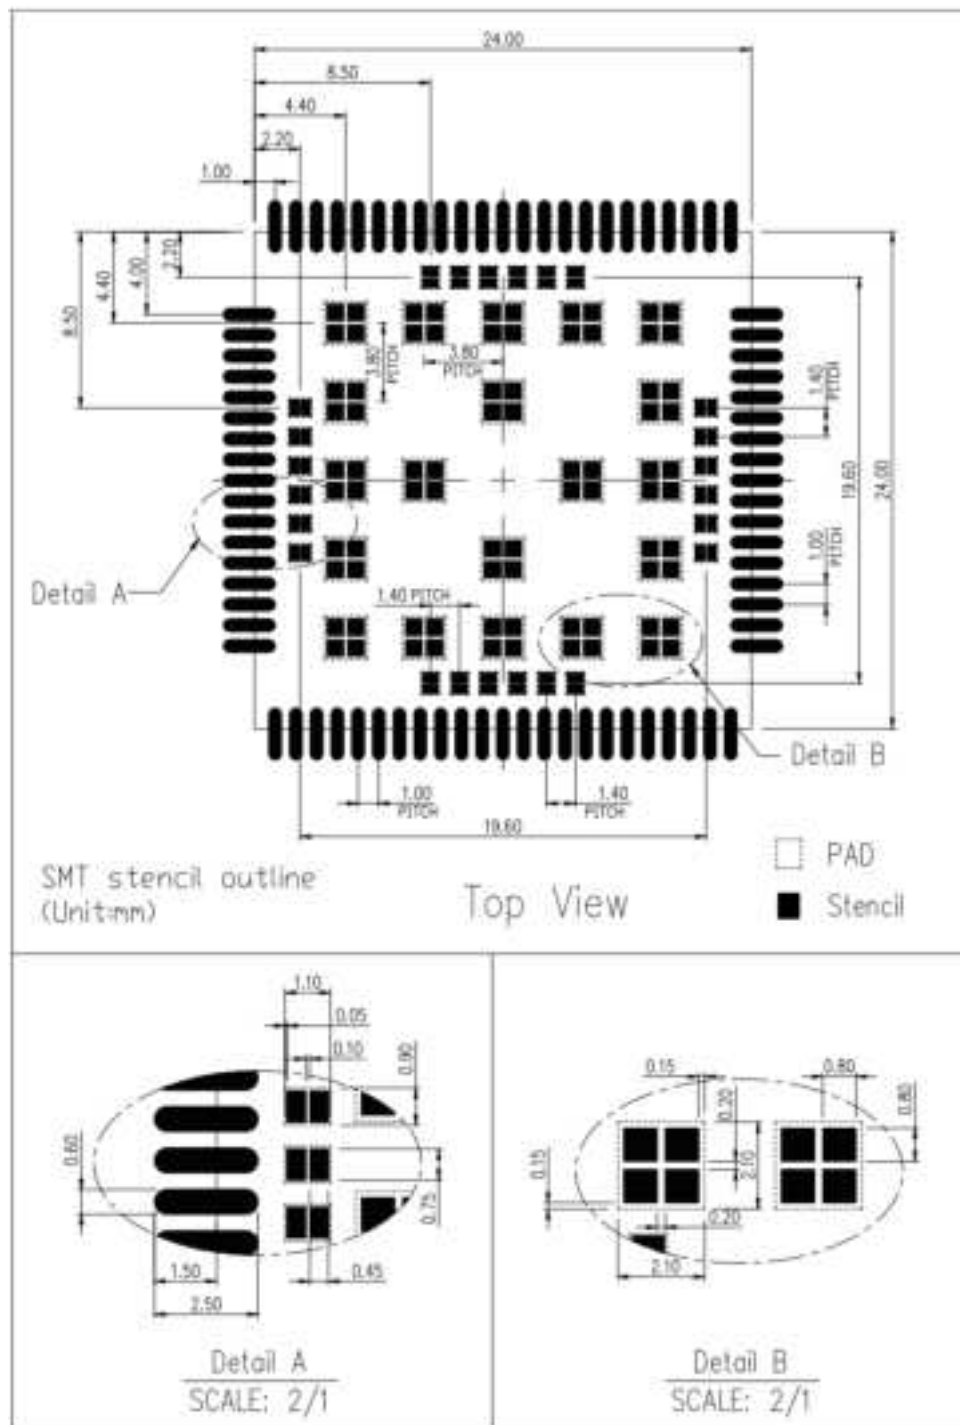 24.00
8.50
4.40
2.20
1.00
2.20
4.00
4.40
8.50
3.80
PITCH
3.80
PITCH
1.40
PITCH
19.60
24.00
1.00
PITCH
Detail A
1.40 PITCH
Detail B
1.00
PITCH
1.40
PITCH
19.60
SMT stencil outline
(Unit:mm)
Top View
PAD
Stencil
1.10
0.05
0.10
0.90
0.60
0.75
1.50
0.45
2.50
Detail A
SCALE: 2/1
0.15
0.80
0.20
0.80
2.10
0.15
0.20
2.10
Detail B
SCALE: 2/1